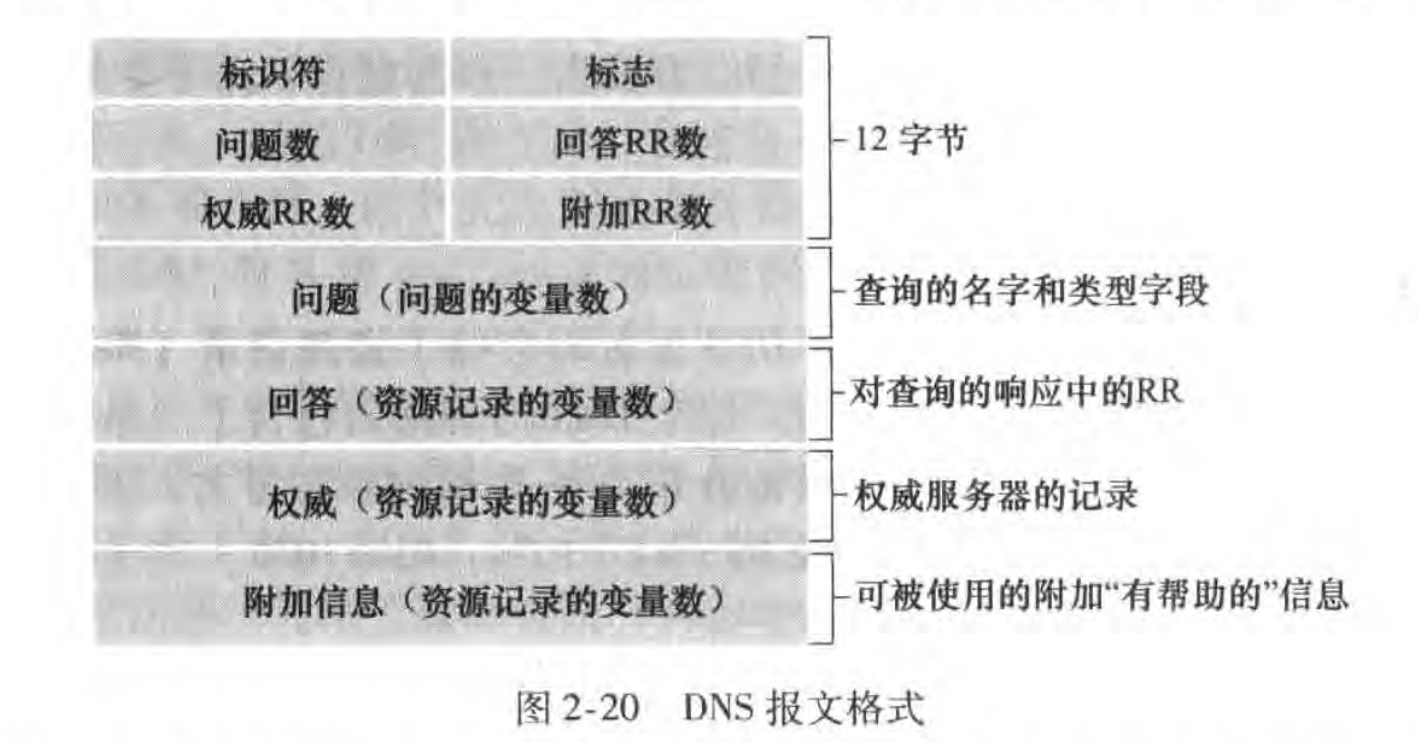 标识符 标志
问题数 回答RR数 12 字节
权威RR数 附加RR数
问题（问题的变量数） 查询的名字和类型字段
回答（资源记录的变量数） 对查询的响应中的RR
权威（资源记录的变量数） 权威服务器的记录
附加信息（资源记录的变量数） 可被使用的附加“有帮助的”信息
图 2-20 DNS 报文格式